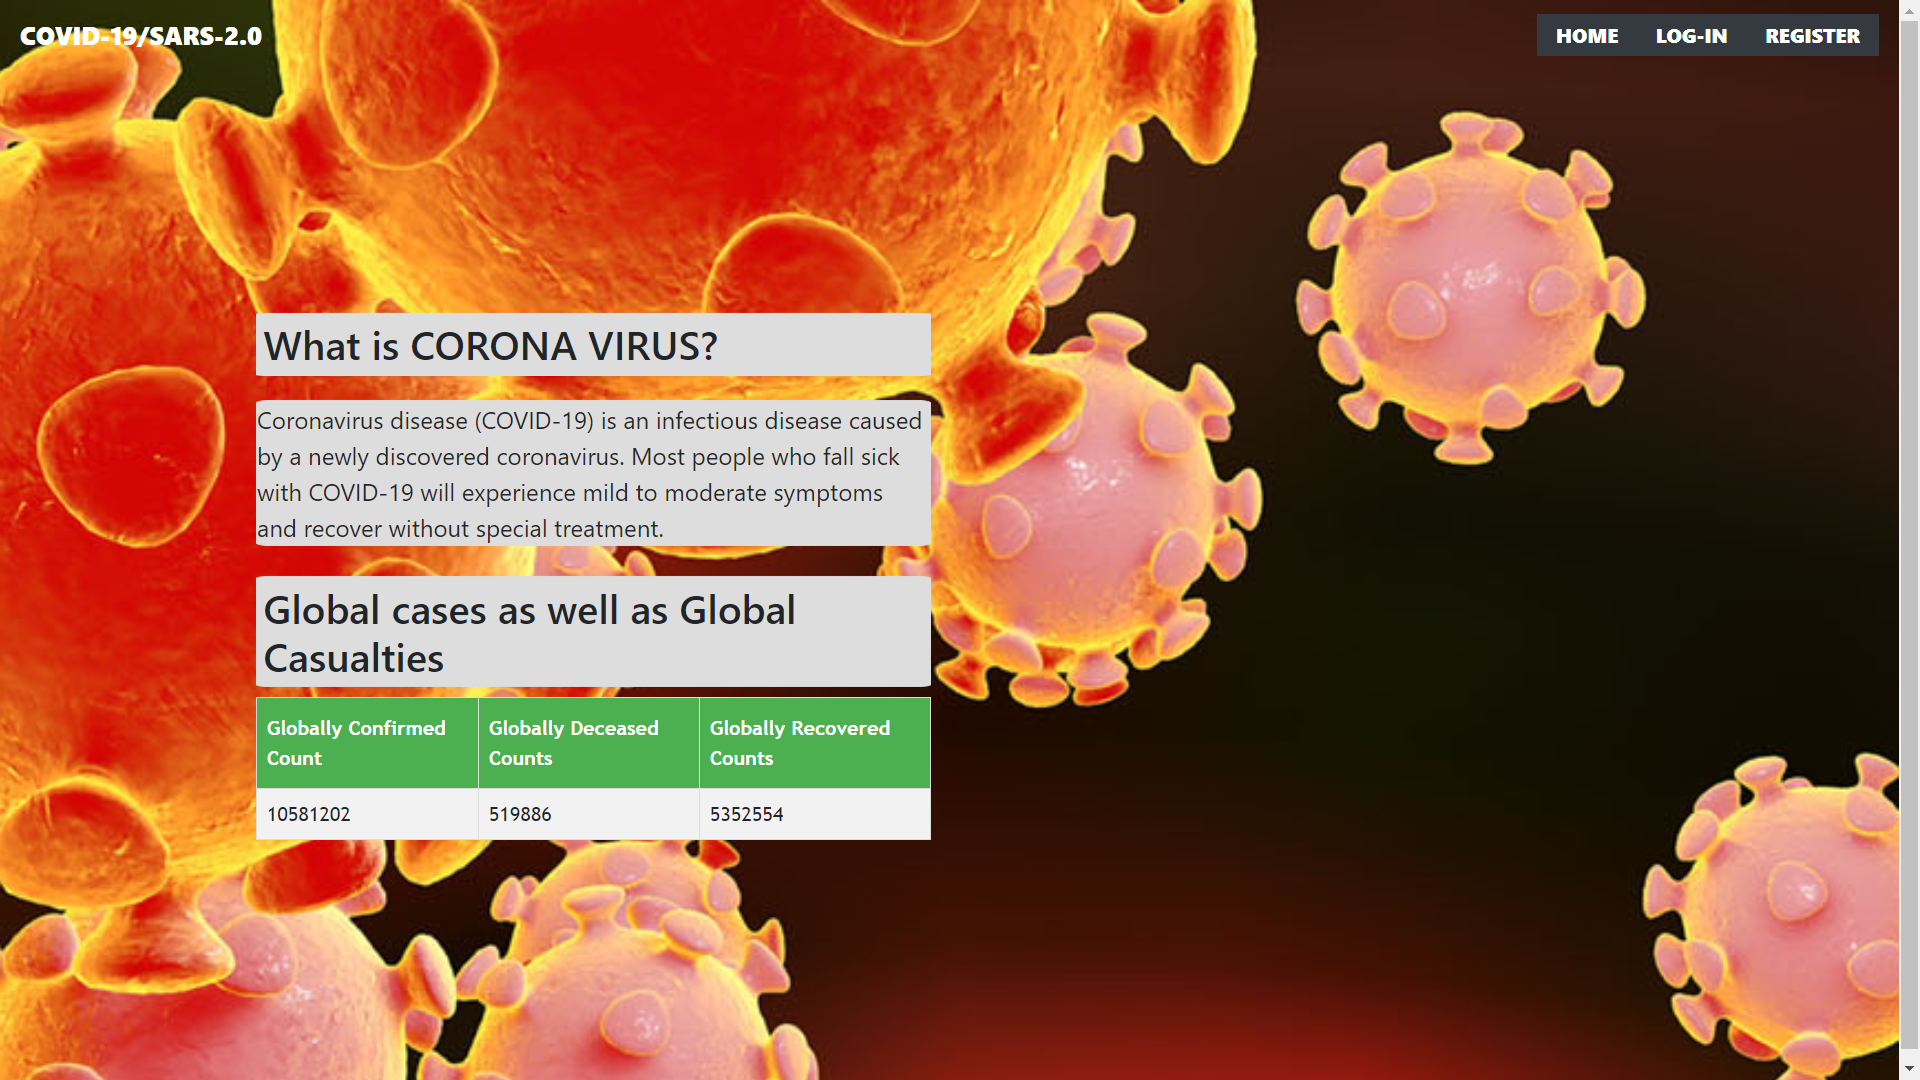 COVID-19/SARS-2.0
HOME LOG-IN REGISTER
What is CORONA VIRUS?
Coronavirus disease (COVID-19) is an infectious disease caused
by a newly discovered coronavirus. Most people who fall sick
with COVID-19 will experience mild to moderate symptoms
and recover without special treatment.
Global cases as well as Global
Casualties
Globally Confirmed
Count
Globally Deceased
Counts
Globally Recovered
Counts
10581202 519886 5352554